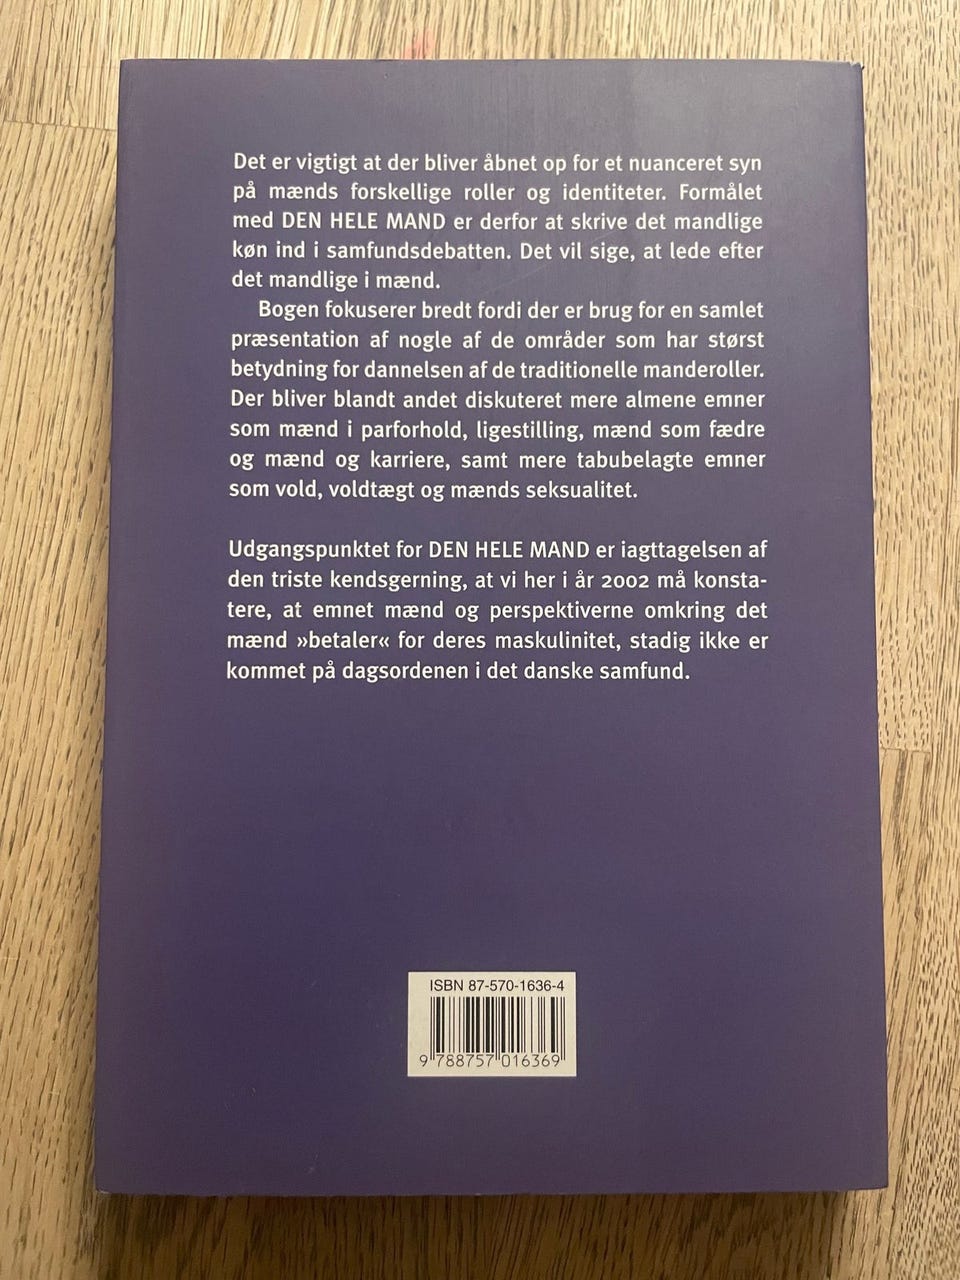 Det er vigtigt at der bliver åbnet op for et nuanceret syn
på mænds forskellige roller og identiteter. Formålet
med DEN HELE MAND er derfor at skrive det mandlige
køn ind i samfundsdebatten. Det vil sige, at lede efter
det mandlige i mænd.
Bogen fokuserer bredt fordi der er brug for en samlet
præsentation af nogle af de områder som har størst
betydning for dannelsen af de traditionelle manderoller.
Der bliver blandt andet diskuteret mere almene emner
som mænd i parforhold, ligestilling, mænd som fædre
og mænd og karriere, samt mere tabubelagte emner
som vold, voldtægt og mænds seksualitet.
Udgangspunktet for DEN HELE MAND er iagttagelsen af
den triste kendsgerning, at vi her i år 2002 må konsta-
tere, at emnet mænd og perspektiverne omkring det
mænd »betaler« for deres maskulinitet, stadig ikke er
kommet på dagsordenen i det danske samfund.
ISBN 87-570-1636-4
9 788757 016369